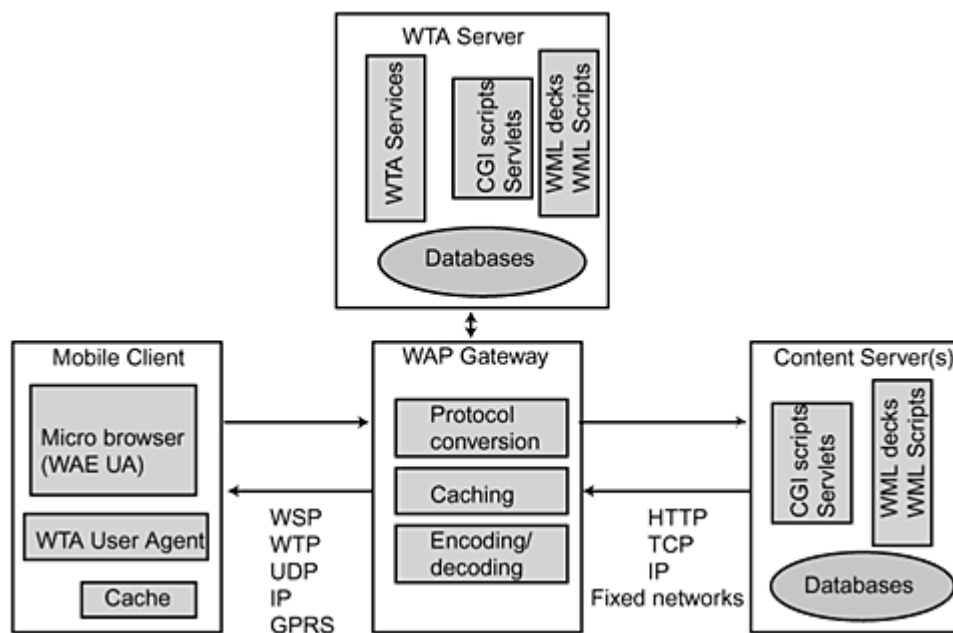 WTA Server
WTA Services
CGI scripts
Servlets
WML decks
WML Scripts
Databases
Mobile Client
Micro browser
(WAE UA)
WTA User Agent
Cache
WSP
WTP
UDP
IP
GPRS
WAP Gateway
Protocol
conversion
Caching
Encoding/
decoding
HTTP
TCP
IP
Fixed networks
Content Server(s)
CGI scripts
Servlets
WML decks
WML Scripts
Databases